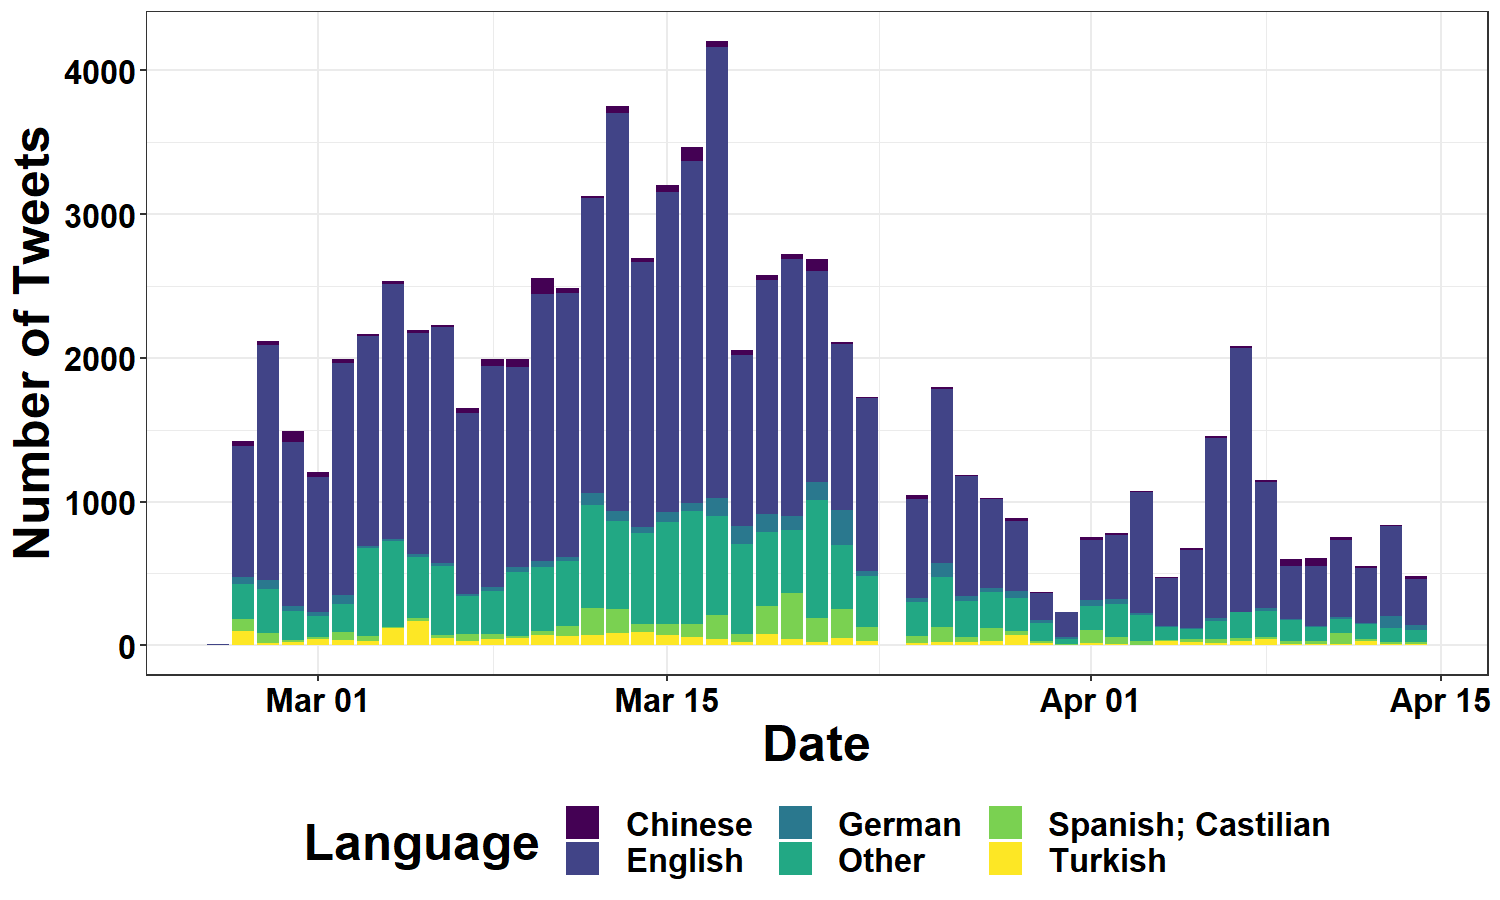 Number of Tweets
4000
3000
2000
1000
0
Mar 01
Mar 15
Apr 01
Apr 15
Date
Language
Chinese
German
Spanish; Castilian
English
Other
Turkish